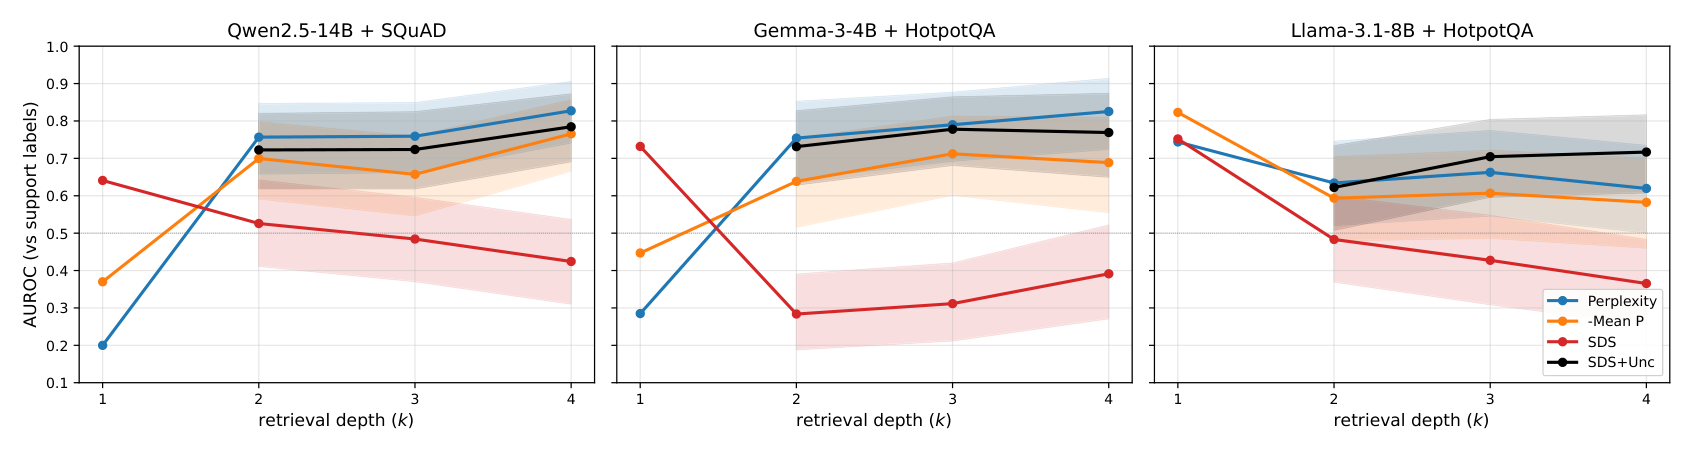 Qwen2.5-14B + SQuAD
Gemma-3-4B + HotpotQA
Llama-3.1-8B + HotpotQA
AUROC (vs support labels)
1.0
0.9
0.8
0.7
0.6
0.5
0.4
0.3
0.2
0.1
1 2 3 4
1 2 3 4
1 2 3 4
retrieval depth (k)
retrieval depth (k)
retrieval depth (k)
Perplexity
-Mean P
SDS
SDS+Unc